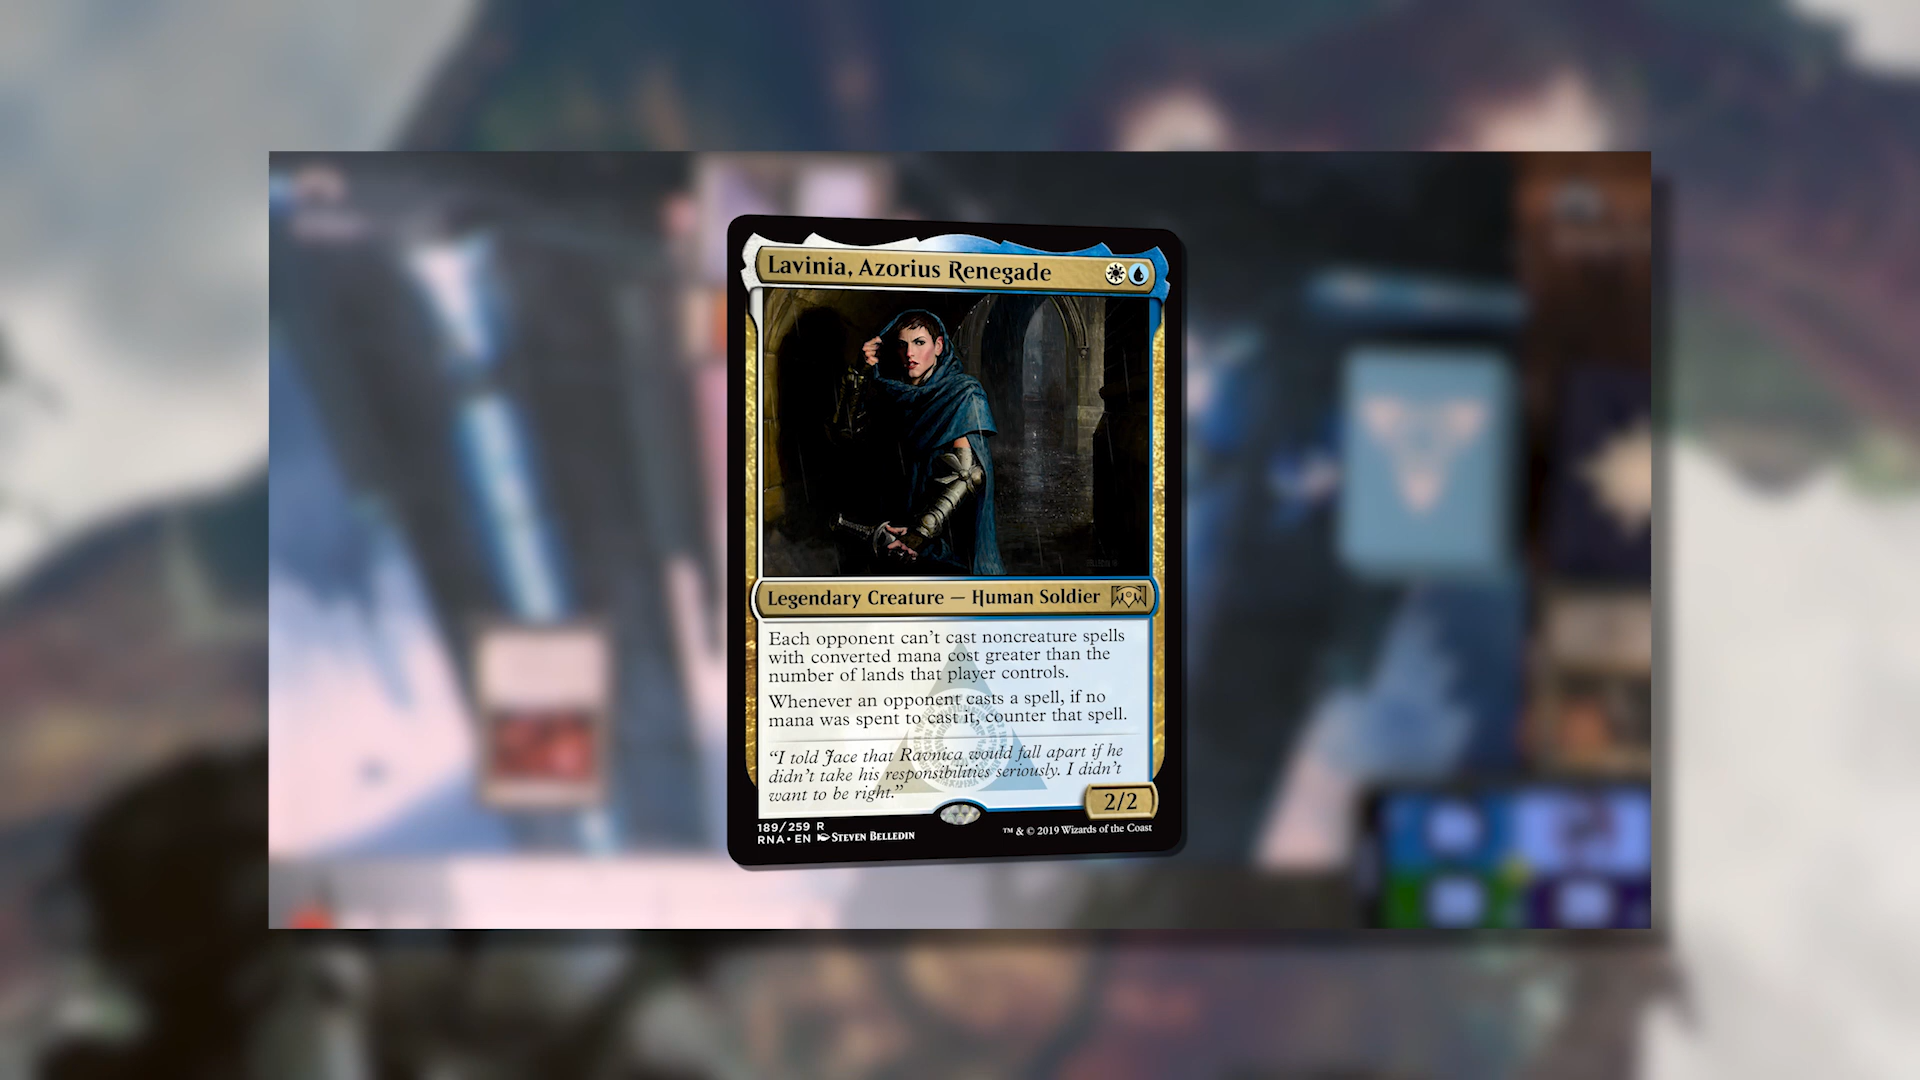 Lavinia, Azorius Renegade
Legendary Creature — Human Soldier
Each opponent can't cast noncreature spells
with converted mana cost greater than the
number of lands that player controls.
Whenever an opponent casts a spell, if no
mana was spent to cast it, counter that spell.
“I told Jace that Ravnica would fall apart if he
didn't take his responsibilities seriously. I didn't
want to be right.”
2/2
189/259 R
RNA • EN Steven Belledin
™ & © 2019 Wizards of the Coast